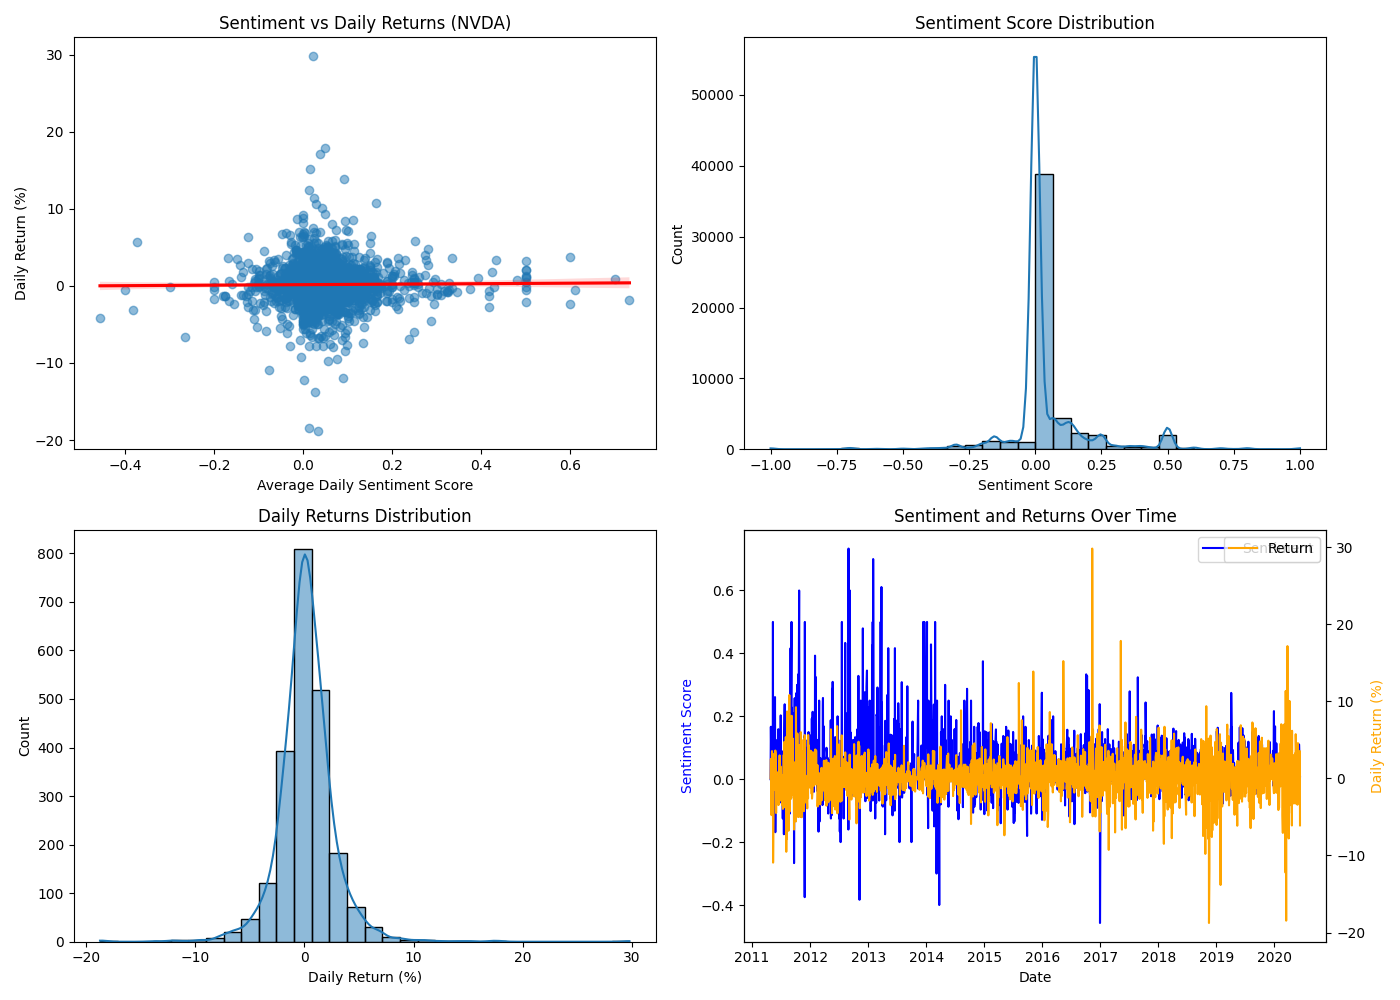 Sentiment vs Daily Returns (NVDA)
30
20
10
0
−10
−20
Daily Return (%)
−0.4 −0.2 0.0 0.2 0.4 0.6
Average Daily Sentiment Score
Sentiment Score Distribution
50000
40000
30000
20000
10000
0
Count
−1.00 −0.75 −0.50 −0.25 0.00 0.25 0.50 0.75 1.00
Sentiment Score
Daily Returns Distribution
800
700
600
500
400
300
200
100
0
Count
−20 −10 0 10 20 30
Daily Return (%)
Sentiment and Returns Over Time
Return
0.6
0.4
0.2
0.0
−0.2
−0.4
Sentiment Score
30
20
10
0
−10
−20
Daily Return (%)
2011 2012 2013 2014 2015 2016 2017 2018 2019 2020
Date